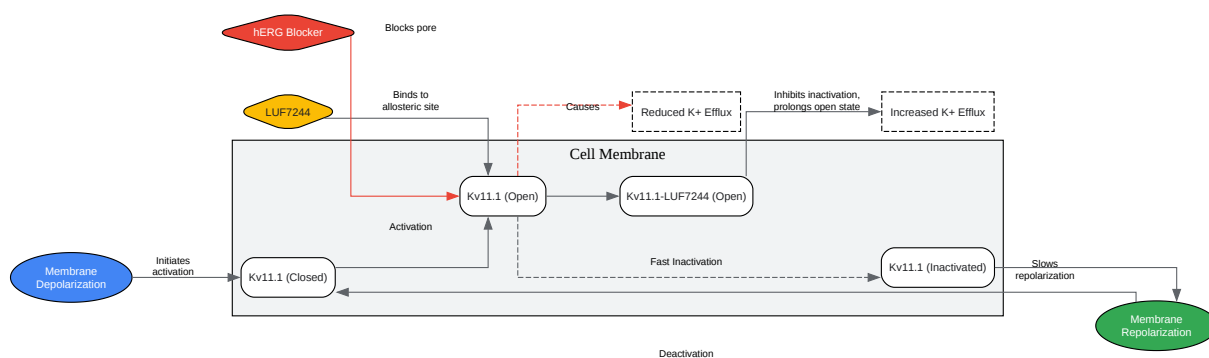 hERG Blocker
Blocks pore
LUF7244
Binds to
allosteric site
Causes
Reduced K+ Efflux
Inhibits inactivation,
prolongs open state
Increased K+ Efflux
Cell Membrane
Kv11.1 (Open)
Kv11.1-LUF7244 (Open)
Activation
Membrane
Depolarization
Initiates
activation
Kv11.1 (Closed)
Fast Inactivation
Kv11.1 (Inactivated)
Slows
repolarization
Membrane
Repolarization
Deactivation